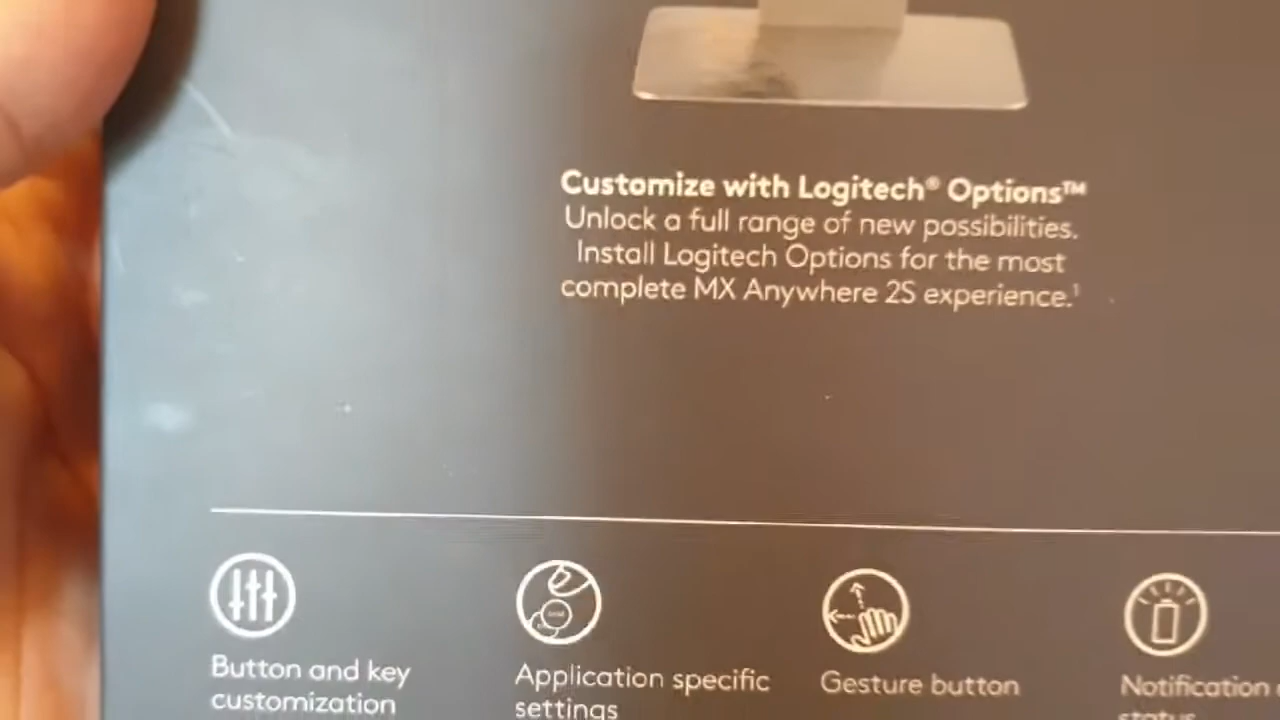 Customize with Logitech® Options™
Unlock a full range of new possibilities.
Install Logitech Options for the most
complete MX Anywhere 2S experience.¹
Button and key
customization
Application specific
settings
Gesture button
Notification
status